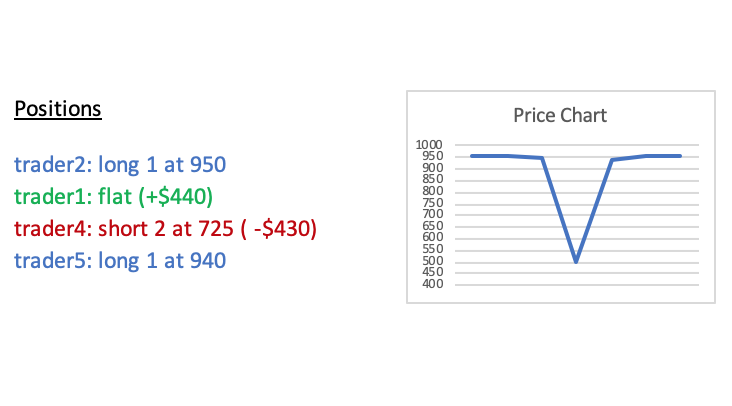 Positions
trader2: long 1 at 950
trader1: flat (+$440)
trader4: short 2 at 725 ( -$430)
trader5: long 1 at 940
Price Chart
1000
950
900
850
800
750
700
650
600
550
500
450
400